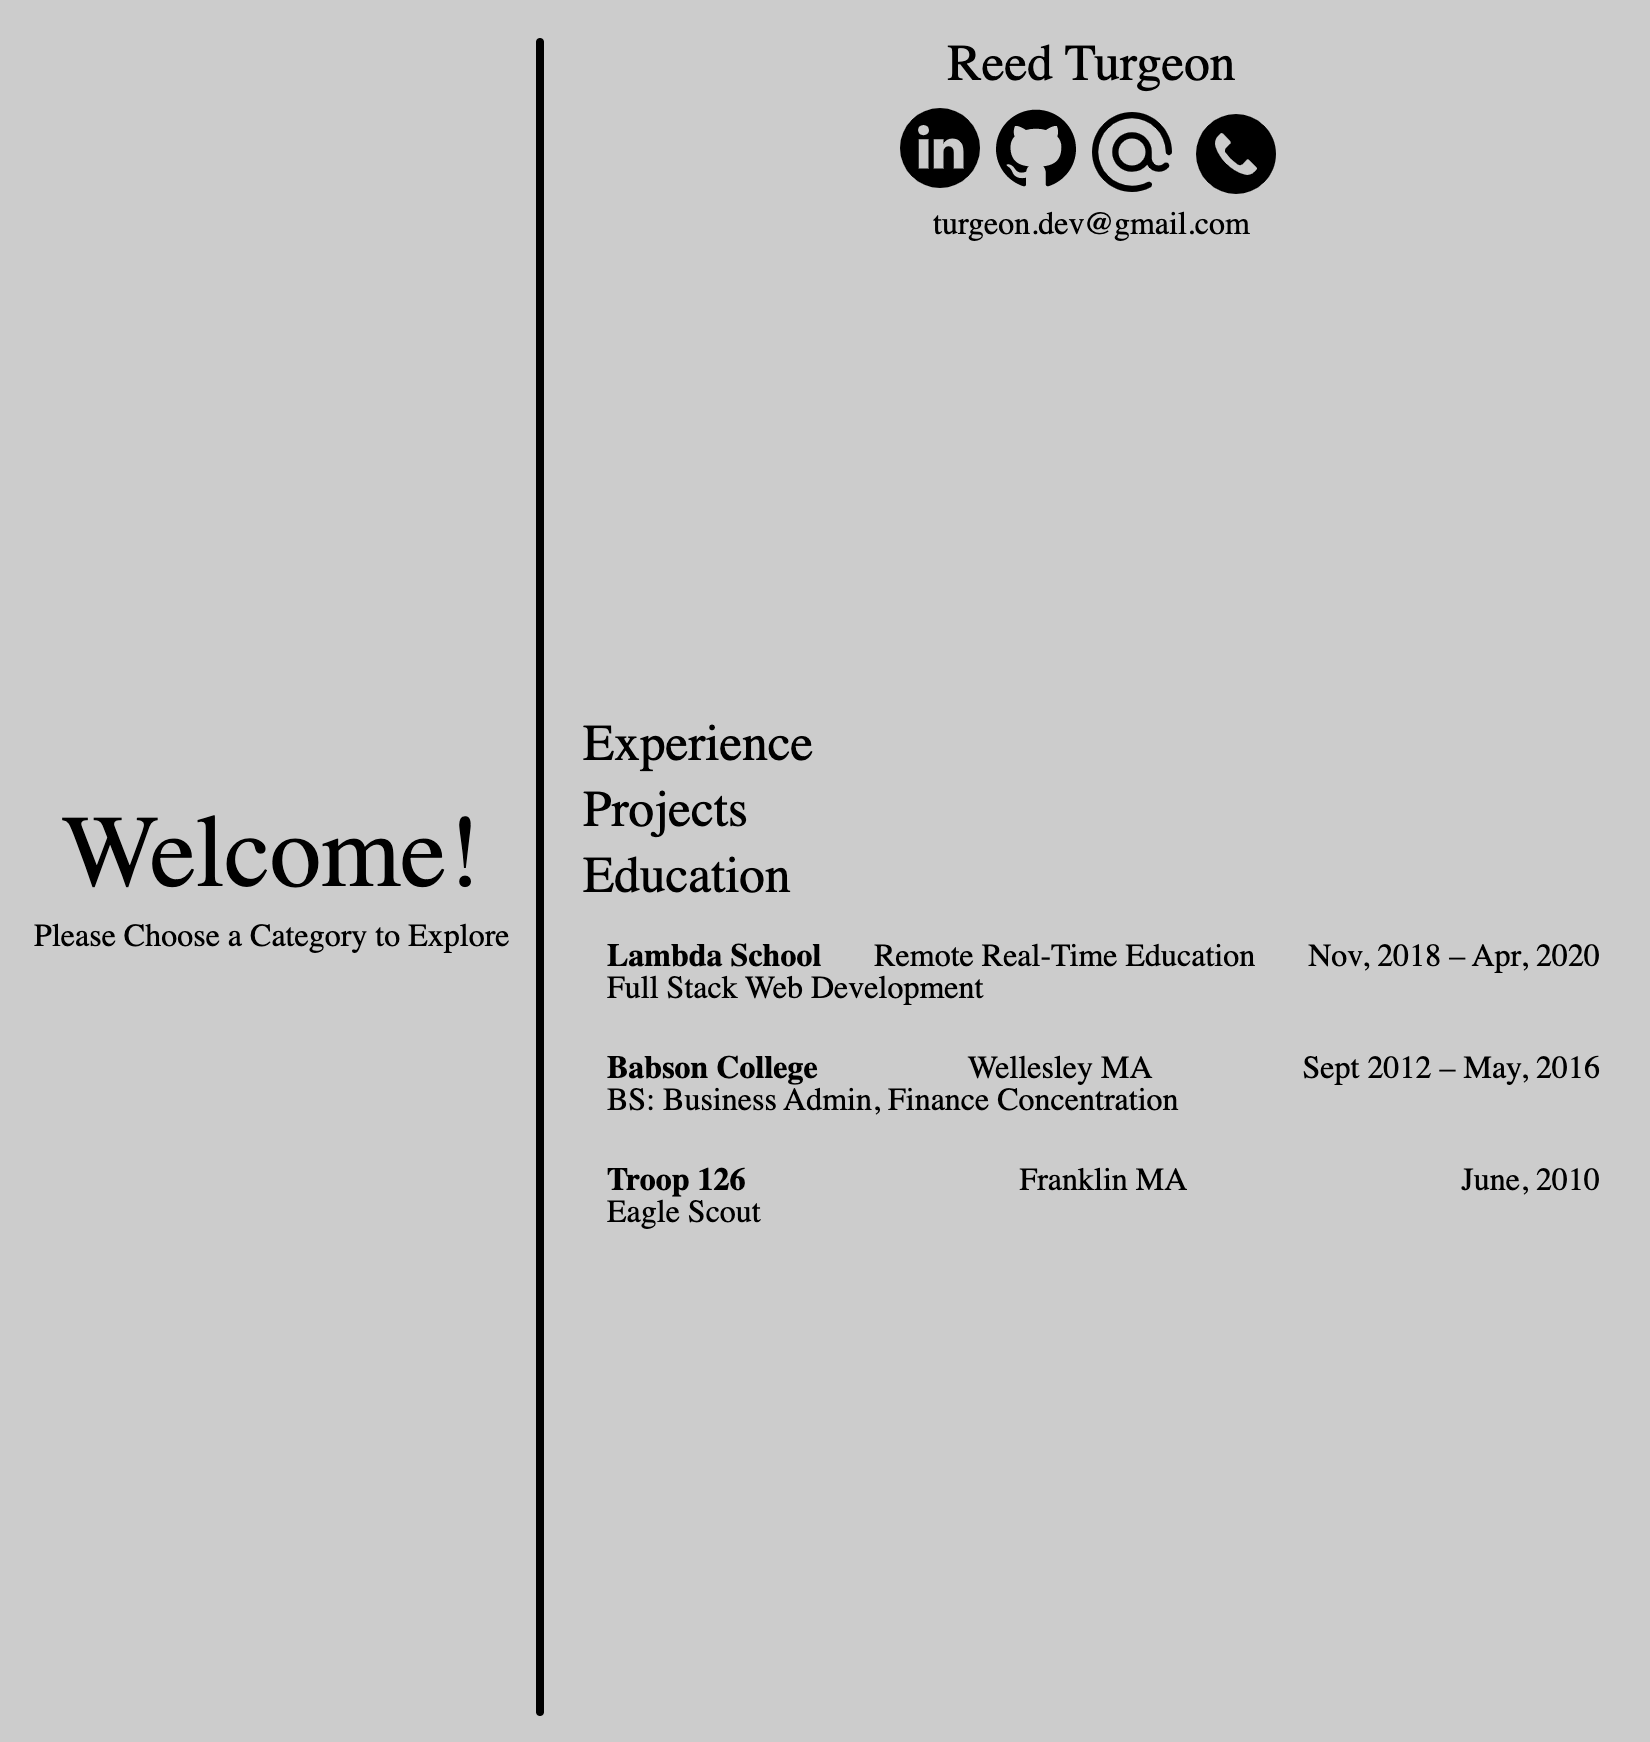 Reed Turgeon
in
turgeon.dev@gmail.com
Welcome!
Please Choose a Category to Explore
Experience
Projects
Education
Lambda School Remote Real-Time Education Nov, 2018 – Apr, 2020
Full Stack Web Development
Babson College Wellesley MA Sept 2012 – May, 2016
BS: Business Admin, Finance Concentration
Troop 126 Franklin MA June, 2010
Eagle Scout